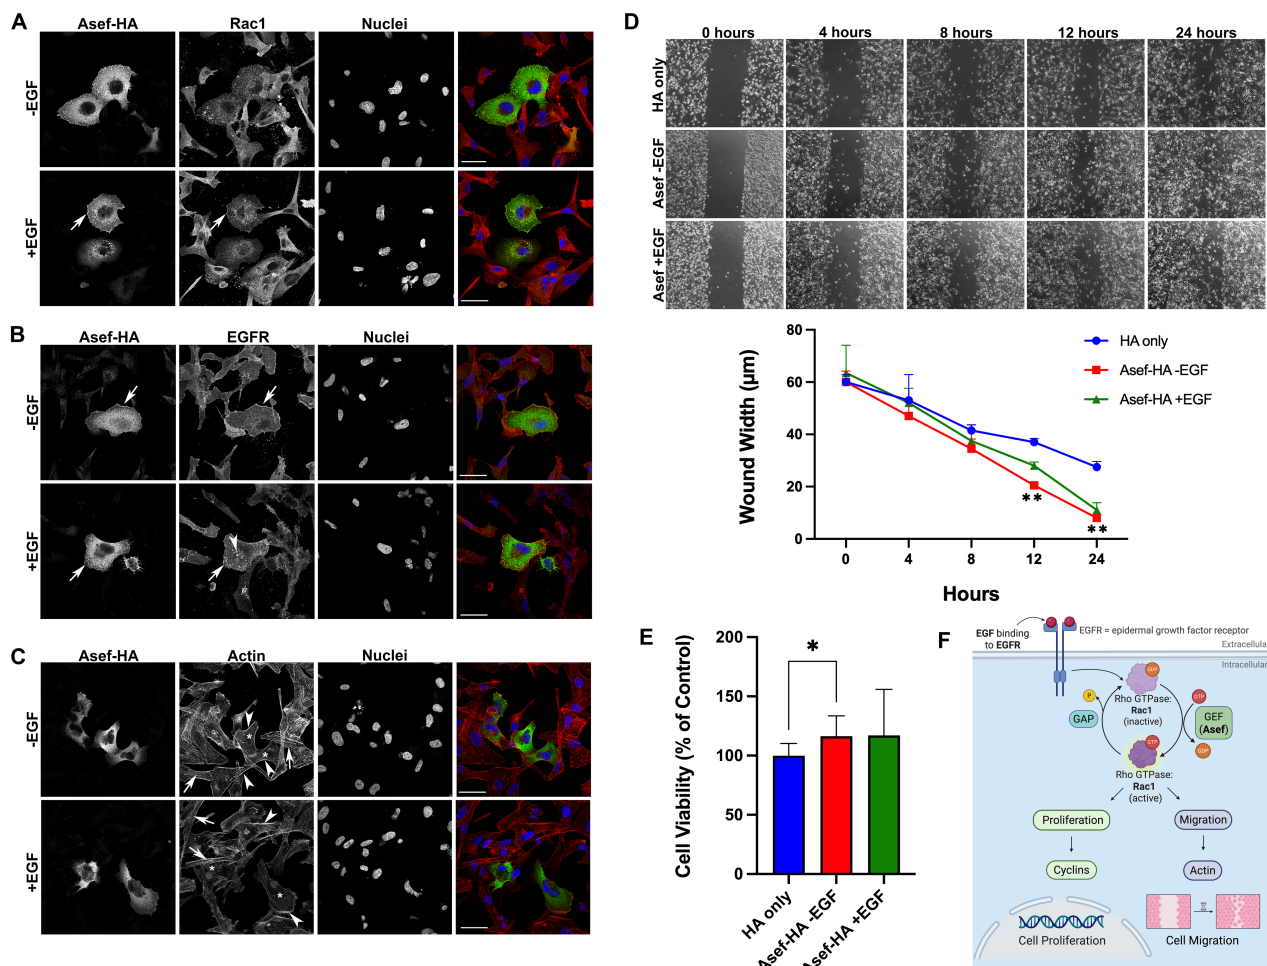 A
Asef-HA Rac1 Nuclei
-EGF
+EGF
B
Asef-HA EGFR Nuclei
-EGF
+EGF
C
Asef-HA Actin Nuclei
-EGF
+EGF
D
0 hours 4 hours 8 hours 12 hours 24 hours
HA only
Asef -EGF
Asef +EGF
Wound Width (µm)
80
60
40
20
0
HA only
Asef-HA -EGF
Asef-HA +EGF
**
**
0 4 8 12 24
Hours
E
Cell Viability (% of Control)
200
150
100
50
0
*
HA only
Asef-HA -EGF
Asef-HA +EGF
F
EGF binding
to EGFR
EGFR = epidermal growth factor receptor
Extracellular
Intracellular
GDP
Rho GTPase:
Rac1
(inactive)
P
GAP
GTP
GEF
(Asef)
GDP
GTP
Rho GTPase:
Rac1
(active)
Proliferation
Migration
Cyclins
Actin
Cell Proliferation
Cell Migration